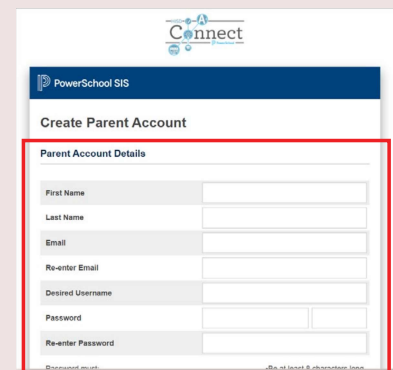 Connect
PowerSchool SIS
Create Parent Account
Parent Account Details
First Name
Last Name
Email
Re-enter Email
Desired Username
Password
Re-enter Password
Password must: •Be at least 8 characters long